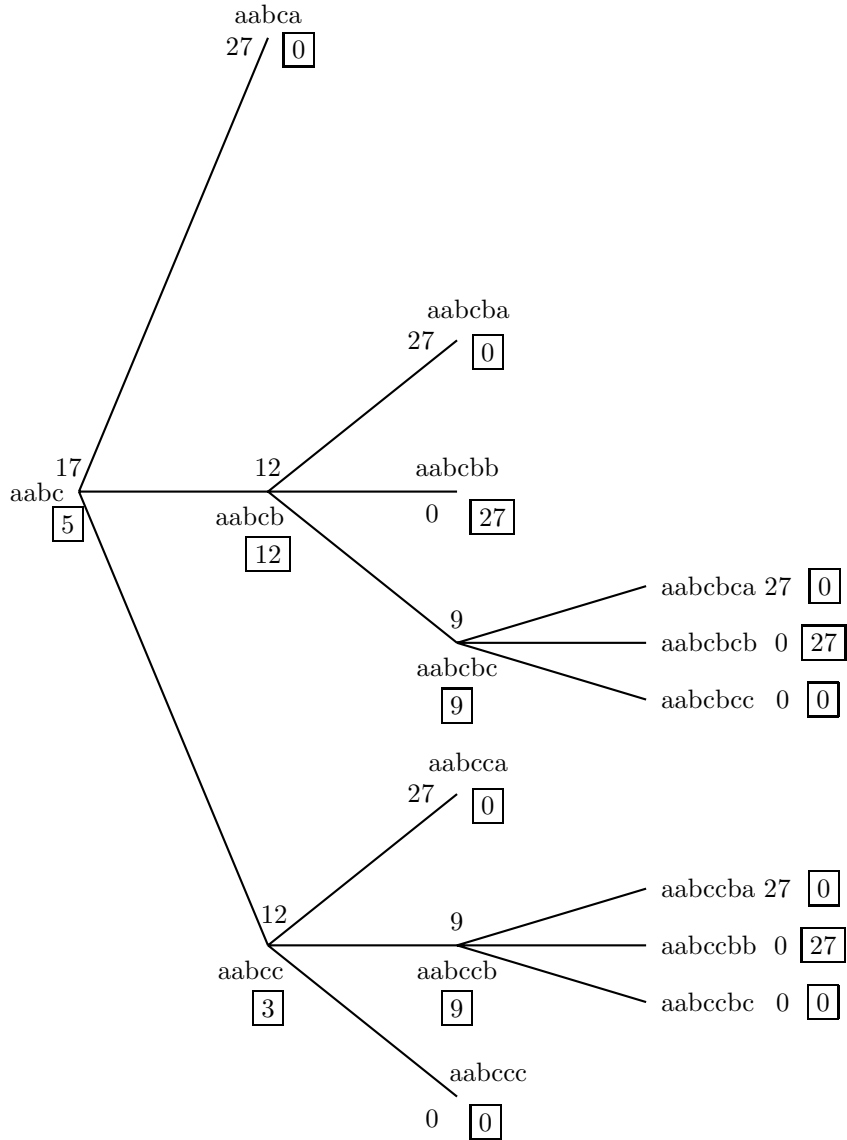 aabca
27 0
aabcba
27 0
17 12 aabcbb
aabc
5 aabcb 0 27
12
aabcbca 27 0
9
aabcbcb 0 27
aabcbc
9 aabcbcc 0 0
aabcca
27 0
aabccba 27 0
12 9
aabccbb 0 27
aabcc aabccb
3 9 aabccbc 0 0
aabccc
0 0